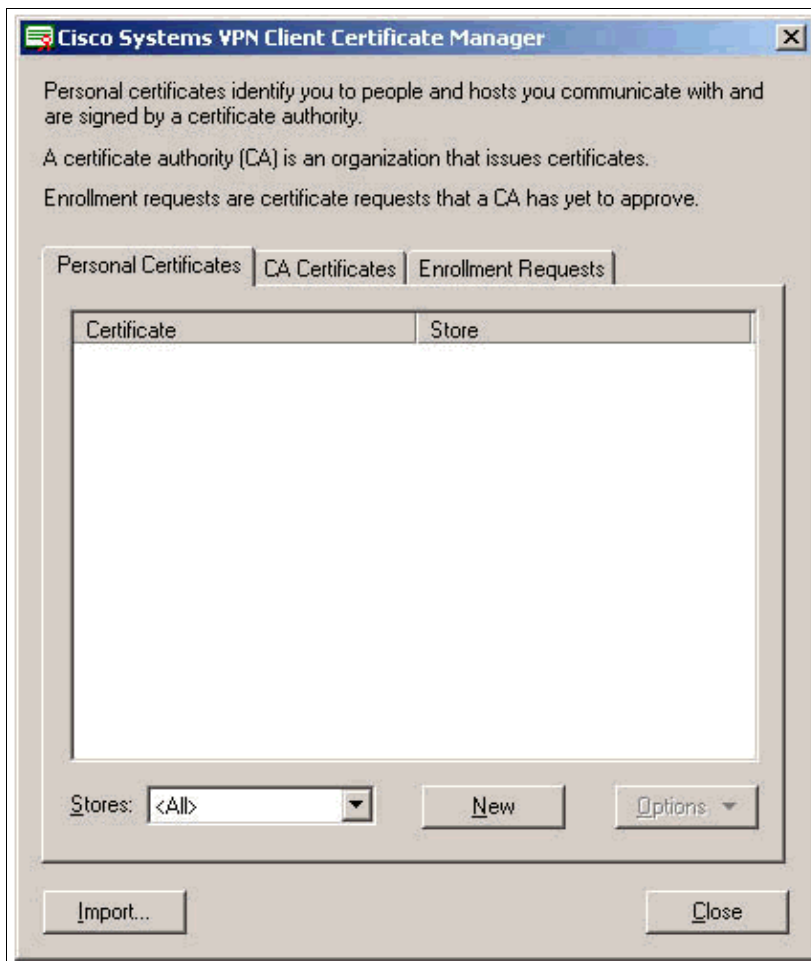 Cisco Systems VPN Client Certificate Manager
Personal certificates identify you to people and hosts you communicate with and
are signed by a certificate authority.
A certificate authority (CA) is an organization that issues certificates.
Enrollment requests are certificate requests that a CA has yet to approve.
Personal Certificates CA Certificates Enrollment Requests
Certificate Store
Stores: <All> New Options
Import... Close